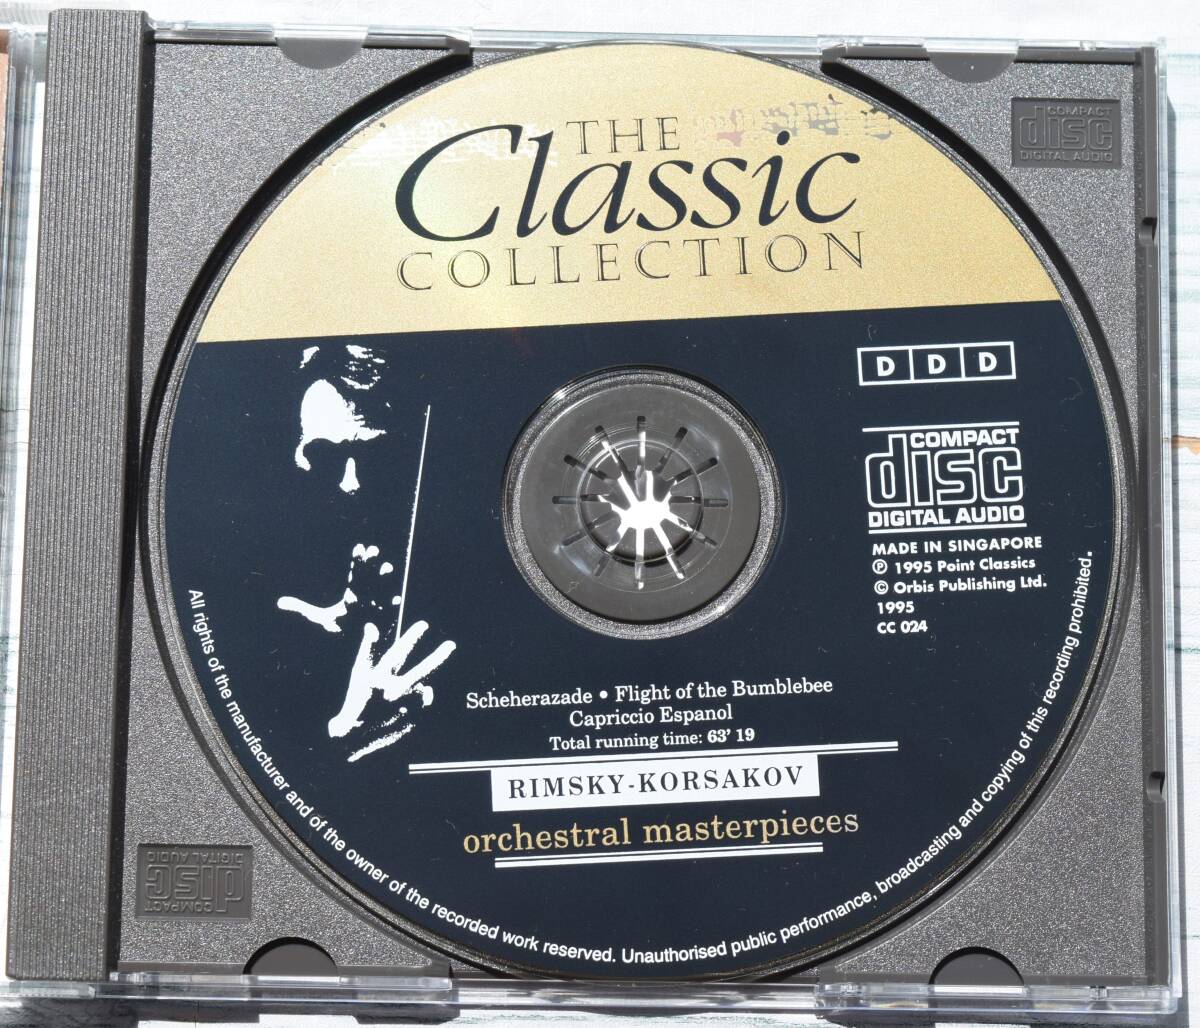 THE
Classic
COLLECTION
COMPACT
disc
DIGITAL AUDIO
D D D
COMPACT
disc
DIGITAL AUDIO
MADE IN SINGAPORE
℗ 1995 Point Classics
© Orbis Publishing Ltd.
1995
CC 024
Scheherazade • Flight of the Bumblebee
Capriccio Espanol
Total running time: 63' 19
RIMSKY-KORSAKOV
orchestral masterpieces
All rights of the manufacturer and of the owner of the recorded work reserved. Unauthorised public performance, broadcasting and copying of this recording prohibited.
COMPACT
disc
DIGITAL AUDIO